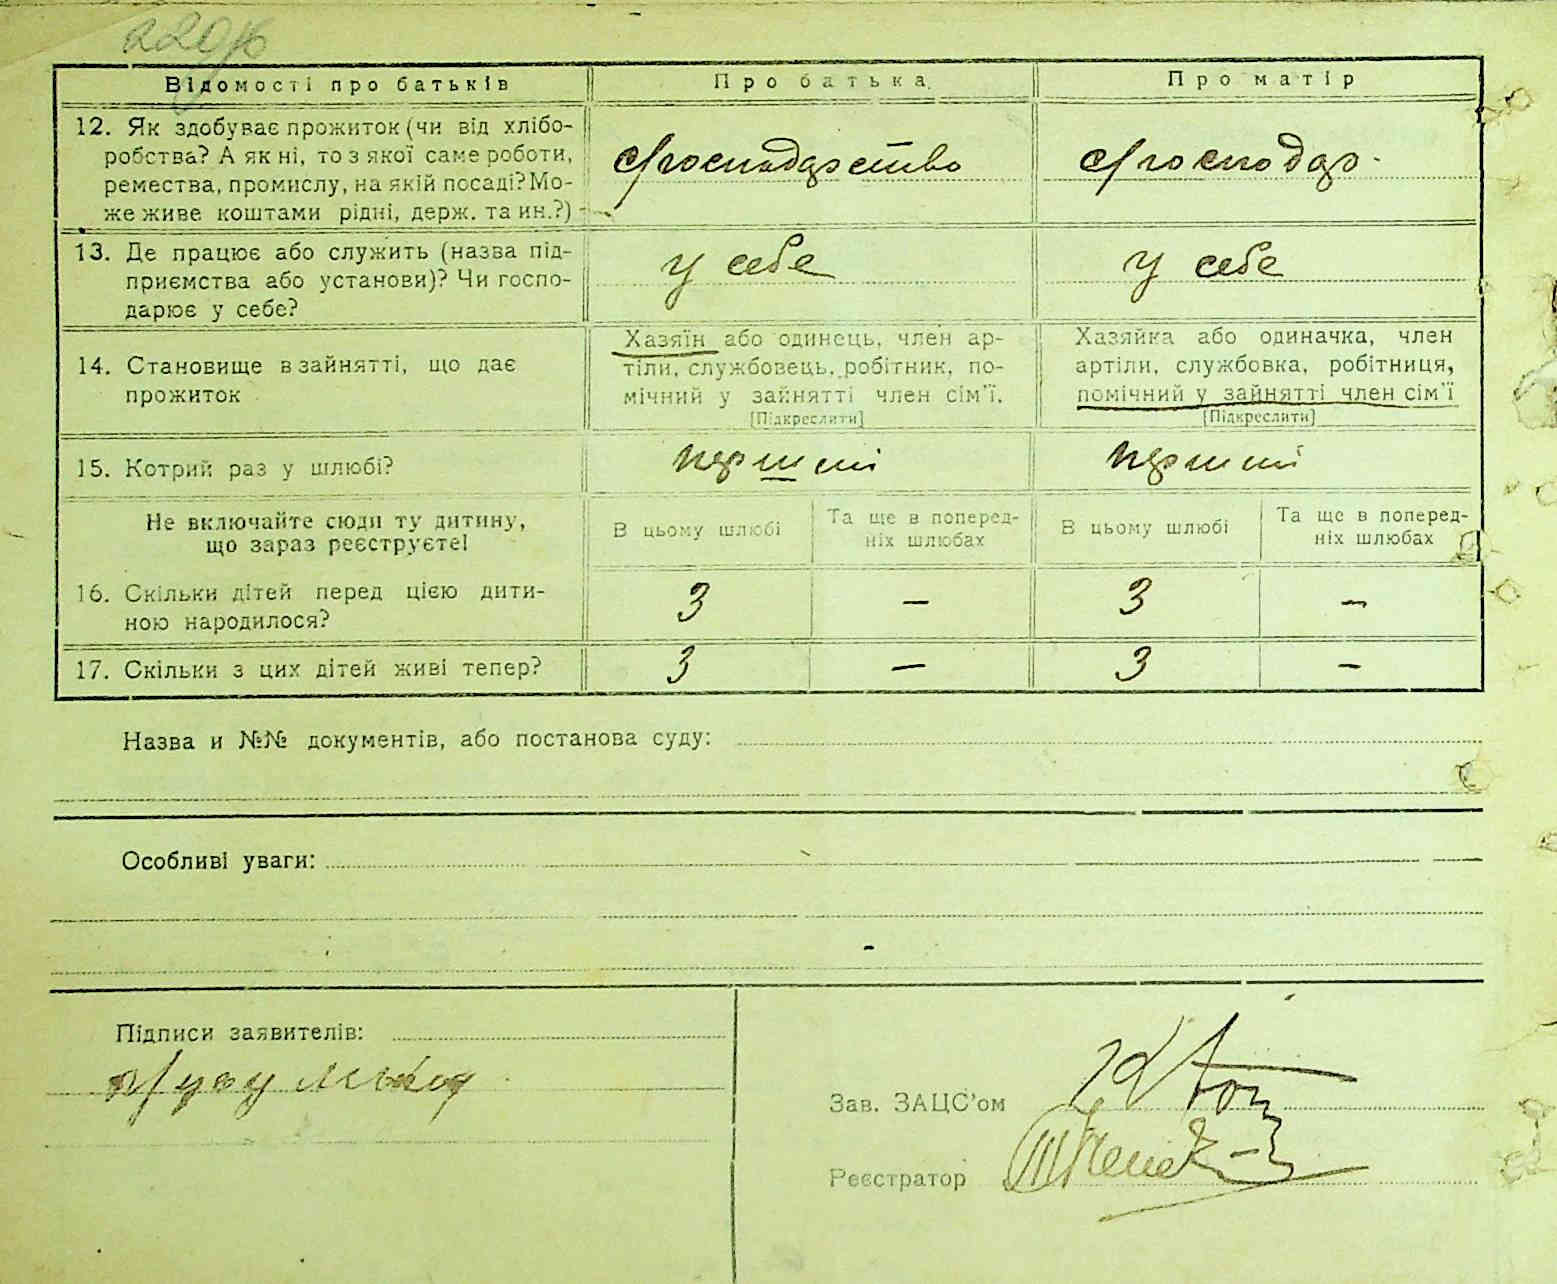 220
Відомості про батьків
Про батька
Про матір
12. Як здобуває прожиток (чи від хлібо-
робства? А як ні, то з якої саме роботи,
ремества, промислу, на якій посаді? Мо-
же живе коштами рідні, держ. та ин.?)
с/господарство
с/господар.
13. Де працює або служить (назва під-
приємства або установи)? Чи госпо-
дарює у себе?
у себе
у себе
14. Становище в зайнятті, що дає
прожиток
Хазяїн або одинець, член ар-
тіли, службовець, робітник, по-
мічний у зайнятті член сім'ї.
[Підкреслити]
Хазяйка або одиначка, член
артіли, службовка, робітниця,
помічний у зайнятті член сім'ї
[Підкреслити]
15. Котрий раз у шлюбі?
перший
перший
Не включайте сюди ту дитину,
що зараз реєструєте!
В цьому шлюбі
Та ще в поперед-
ніх шлюбах
В цьому шлюбі
Та ще в поперед-
ніх шлюбах
16. Скільки дітей перед цією дити-
ною народилося?
3
—
3
—
17. Скільки з цих дітей живі тепер?
3
—
3
—
Назва и №№ документів, або постанова суду:
Особливі уваги:
Підписи заявителів:
Зав. ЗАЦС'ом
Реєстратор